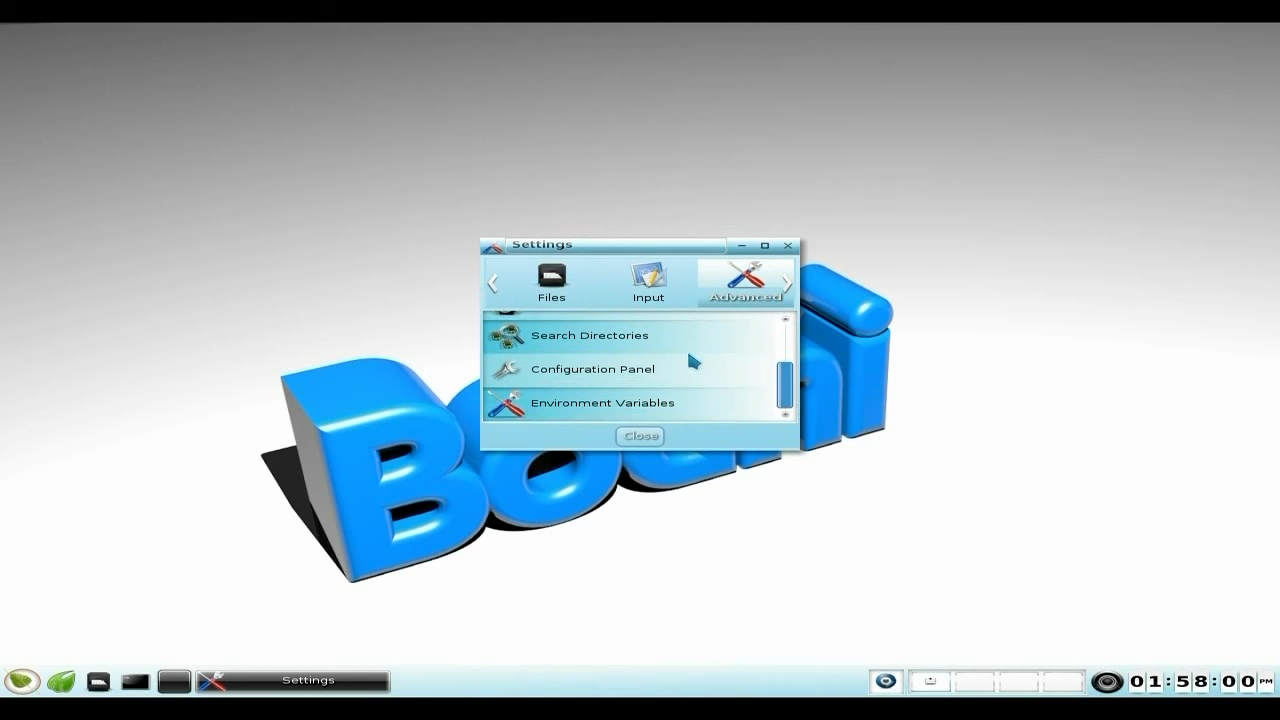 Settings
Files
Input
Advanced
Search Directories
Configuration Panel
Environment Variables
Close
Settings
01:58:00 PM